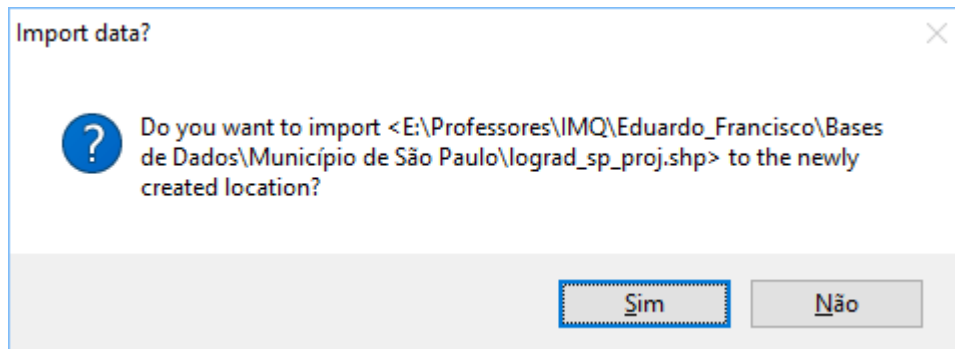 Import data?
Do you want to import <E:\Professores\IMQ\Eduardo_Francisco\Bases
de Dados\Município de São Paulo\lograd_sp_proj.shp> to the newly
created location?
Sim
Não